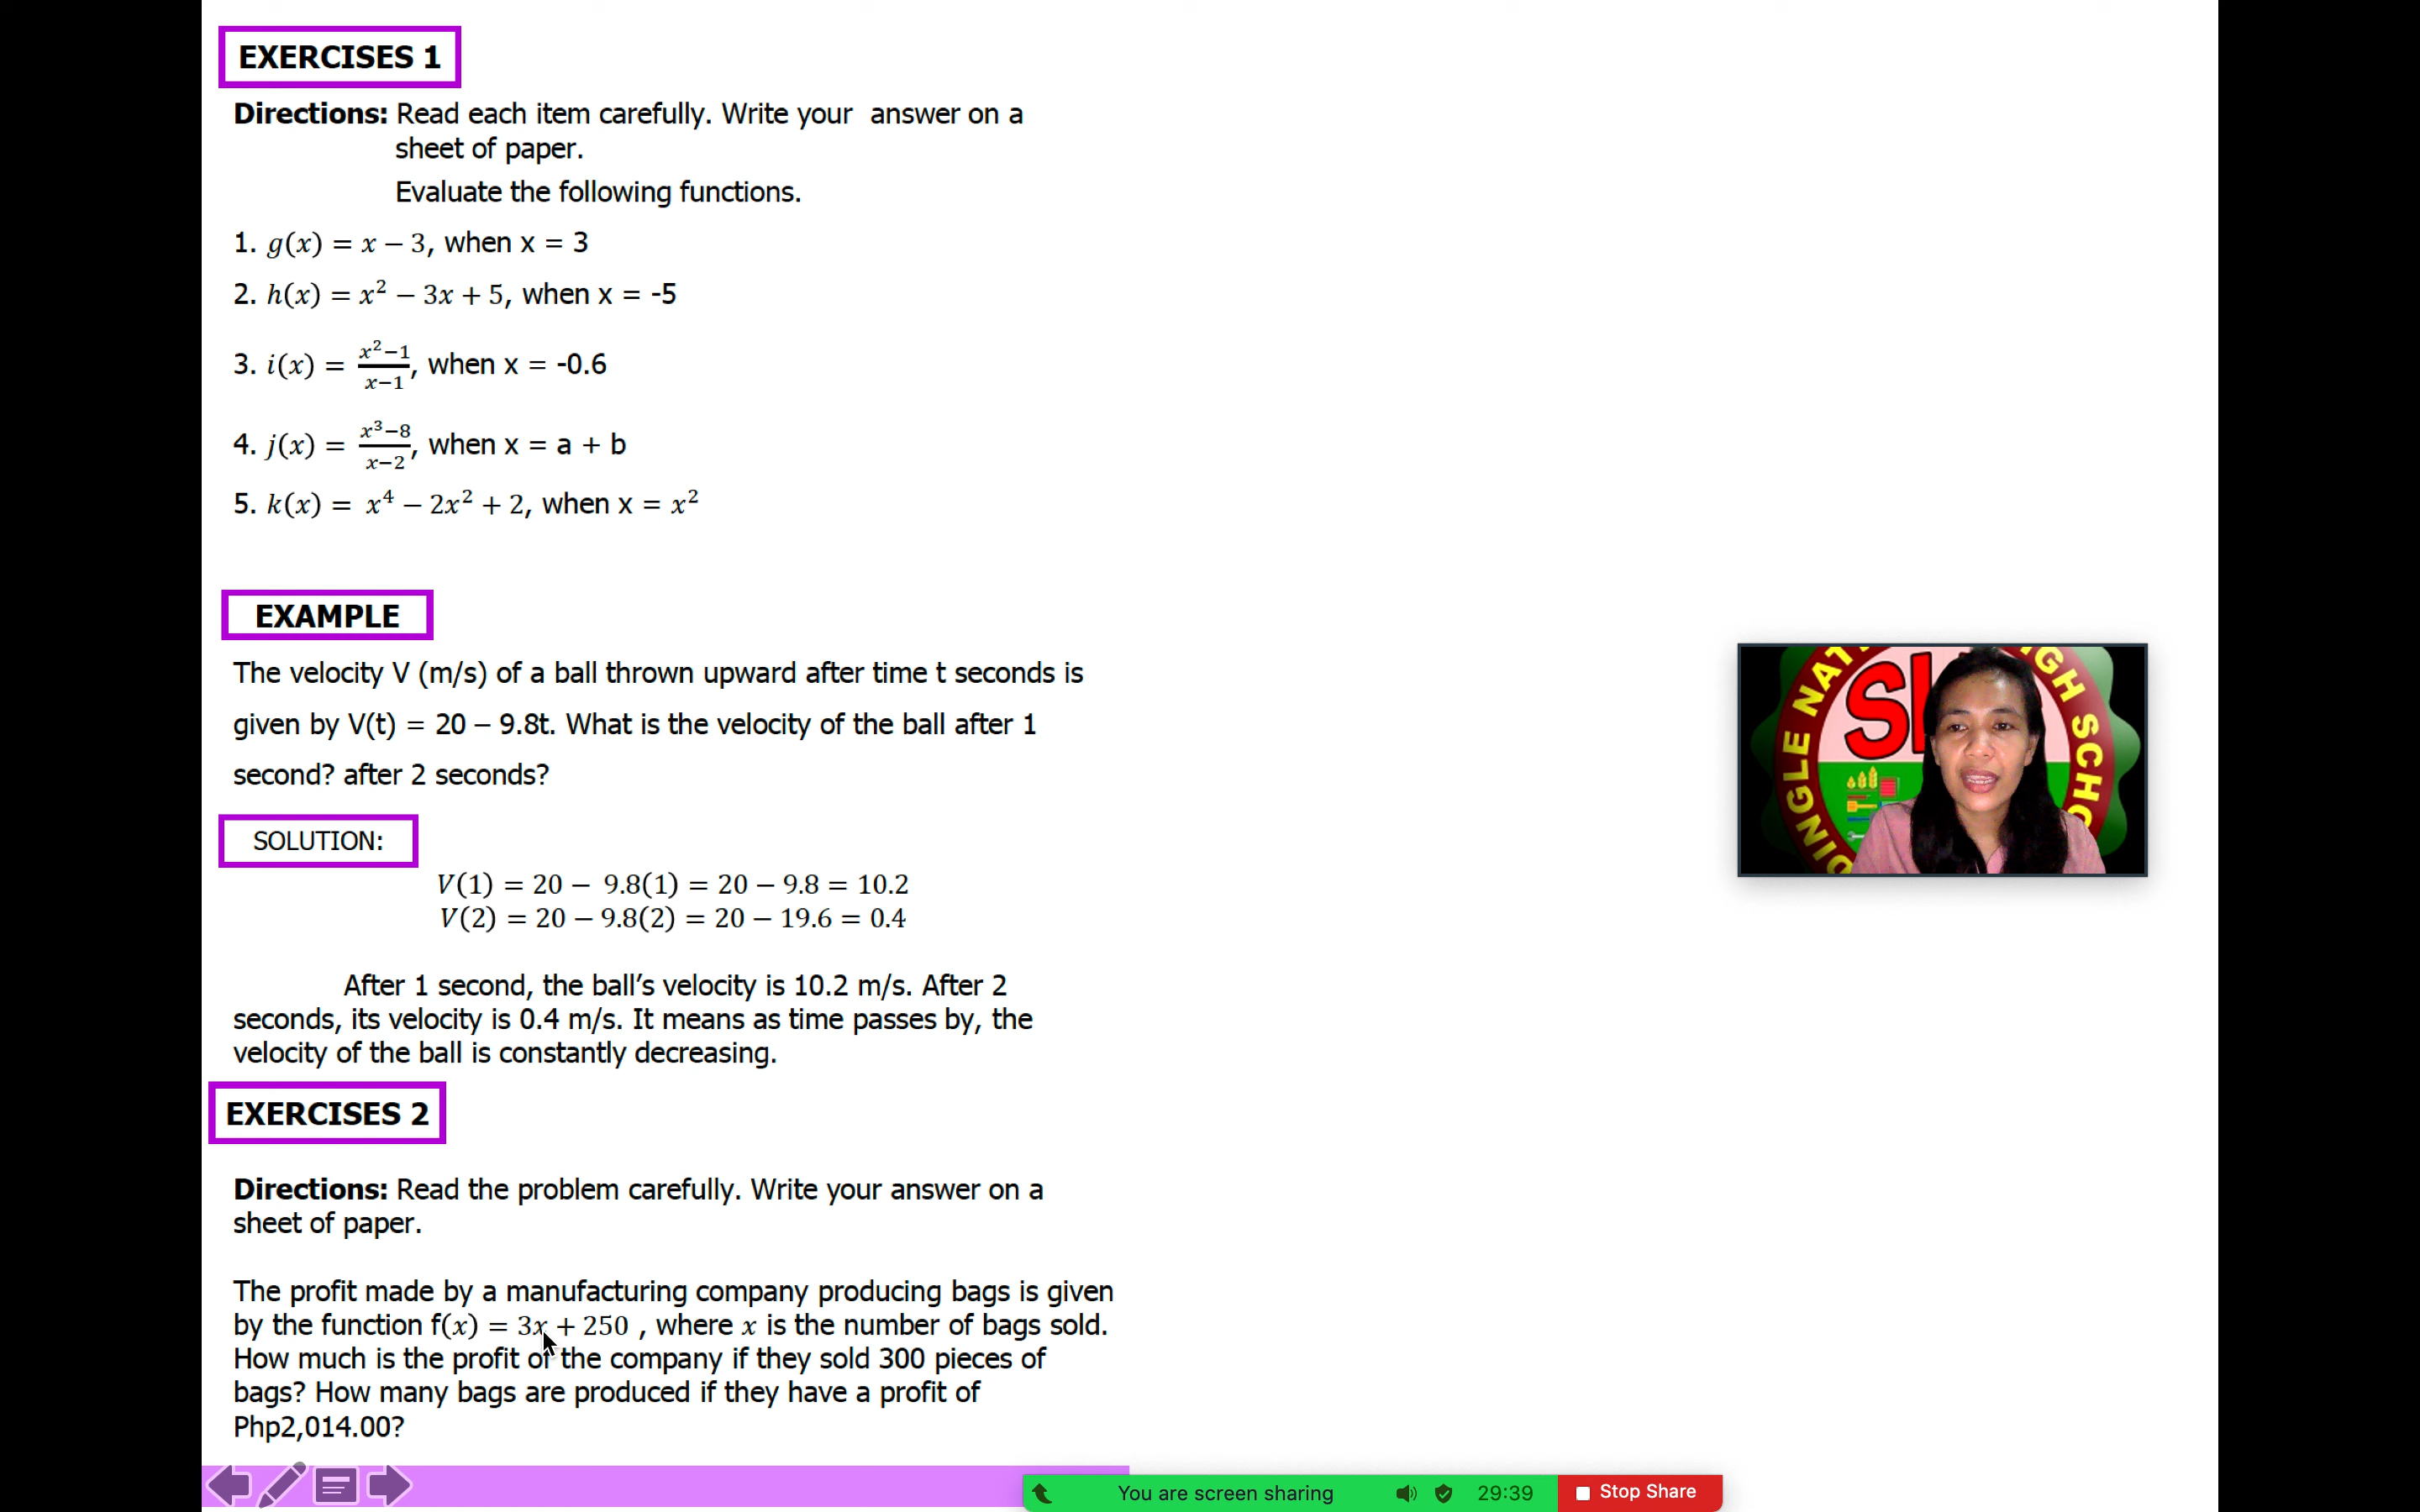 EXERCISES 1
Directions: Read each item carefully. Write your answer on a
sheet of paper.
Evaluate the following functions.
1. g(x) = x − 3, when x = 3
2. h(x) = x² − 3x + 5, when x = -5
3. i(x) = (x²−1)/(x−1), when x = -0.6
4. j(x) = (x³−8)/(x−2), when x = a + b
5. k(x) = x⁴ − 2x² + 2, when x = x²
EXAMPLE
The velocity V (m/s) of a ball thrown upward after time t seconds is
given by V(t) = 20 – 9.8t. What is the velocity of the ball after 1
second? after 2 seconds?
SOLUTION:
V(1) = 20 − 9.8(1) = 20 − 9.8 = 10.2
V(2) = 20 − 9.8(2) = 20 − 19.6 = 0.4
After 1 second, the ball’s velocity is 10.2 m/s. After 2
seconds, its velocity is 0.4 m/s. It means as time passes by, the
velocity of the ball is constantly decreasing.
EXERCISES 2
Directions: Read the problem carefully. Write your answer on a
sheet of paper.
The profit made by a manufacturing company producing bags is given
by the function f(x) = 3x + 250 , where x is the number of bags sold.
How much is the profit of the company if they sold 300 pieces of
bags? How many bags are produced if they have a profit of
Php2,014.00?
You are screen sharing
29:39
Stop Share
DINGLE